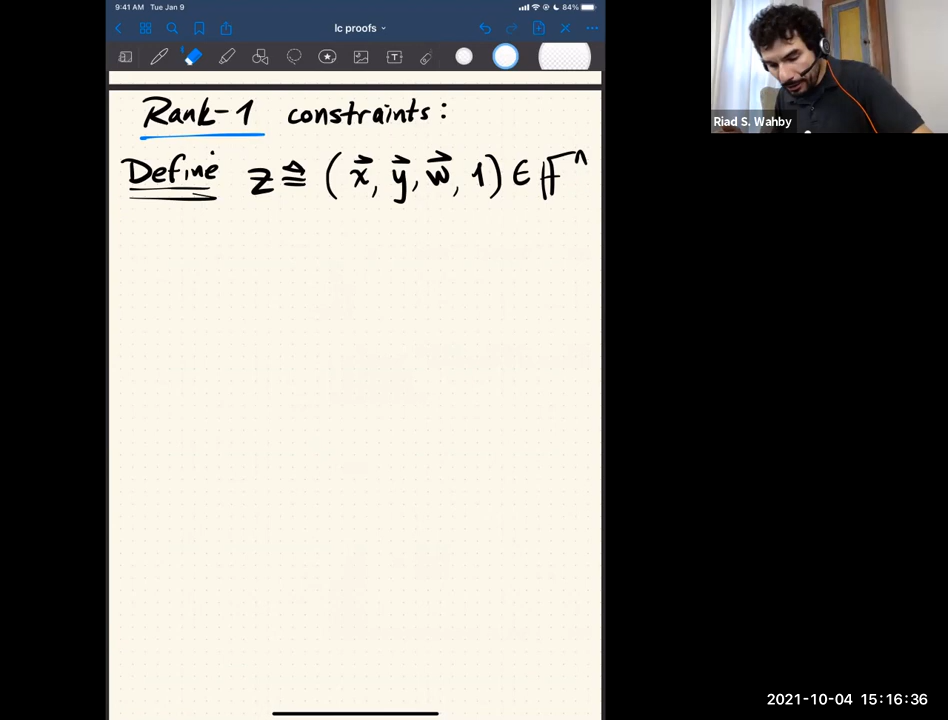 9:41 AM Tue Jan 9
84%
lc proofs
T
Rank-1 constraints:
Define z ≜ (x⃗, y⃗, w⃗, 1) ∈ 𝔽ⁿ
Riad S. Wahby
2021-10-04 15:16:36